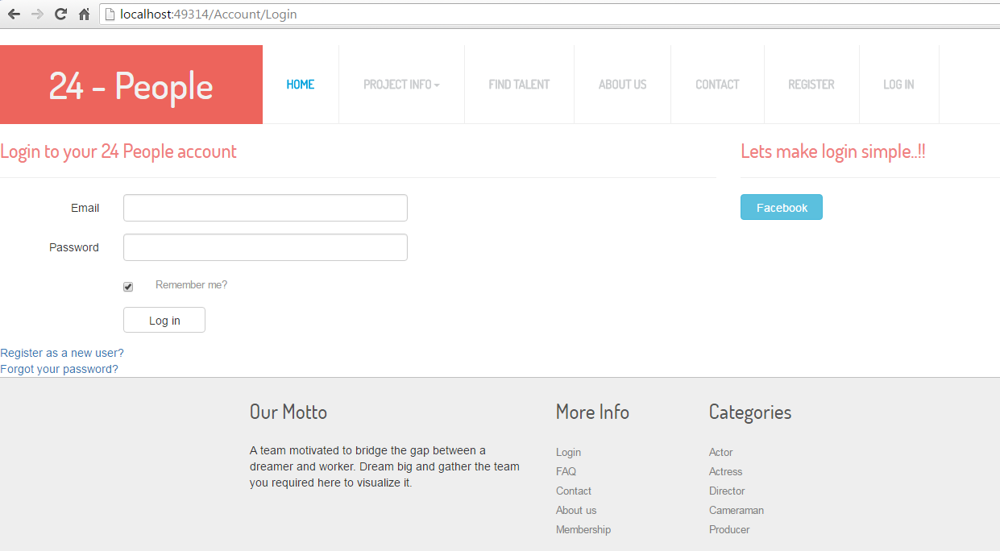 localhost:49314/Account/Login
24 - People
HOME
PROJECT INFO
FIND TALENT
ABOUT US
CONTACT
REGISTER
LOG IN
Login to your 24 People account
Email
Password
Remember me?
Log in
Register as a new user?
Forgot your password?
Lets make login simple..!!
Facebook
Our Motto
A team motivated to bridge the gap between a
dreamer and worker. Dream big and gather the team
you required here to visualize it.
More Info
Login
FAQ
Contact
About us
Membership
Categories
Actor
Actress
Director
Cameraman
Producer